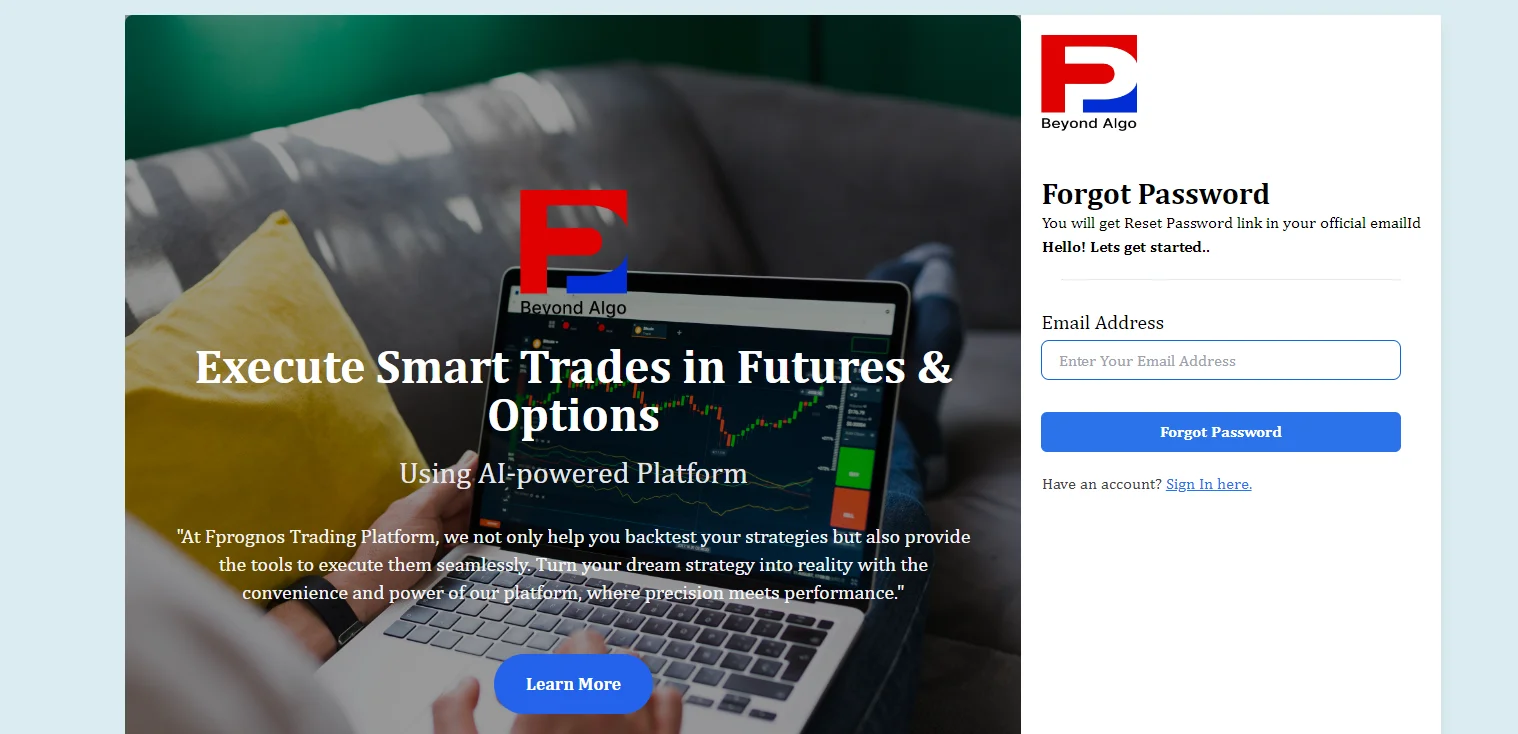 Beyond Algo
Execute Smart Trades in Futures &
Options
Using AI-powered Platform
"At Fprognos Trading Platform, we not only help you backtest your strategies but also provide
the tools to execute them seamlessly. Turn your dream strategy into reality with the
convenience and power of our platform, where precision meets performance."
Learn More
Beyond Algo
Forgot Password
You will get Reset Password link in your official emailId
Hello! Lets get started..
Email Address
Enter Your Email Address
Forgot Password
Have an account? Sign In here.